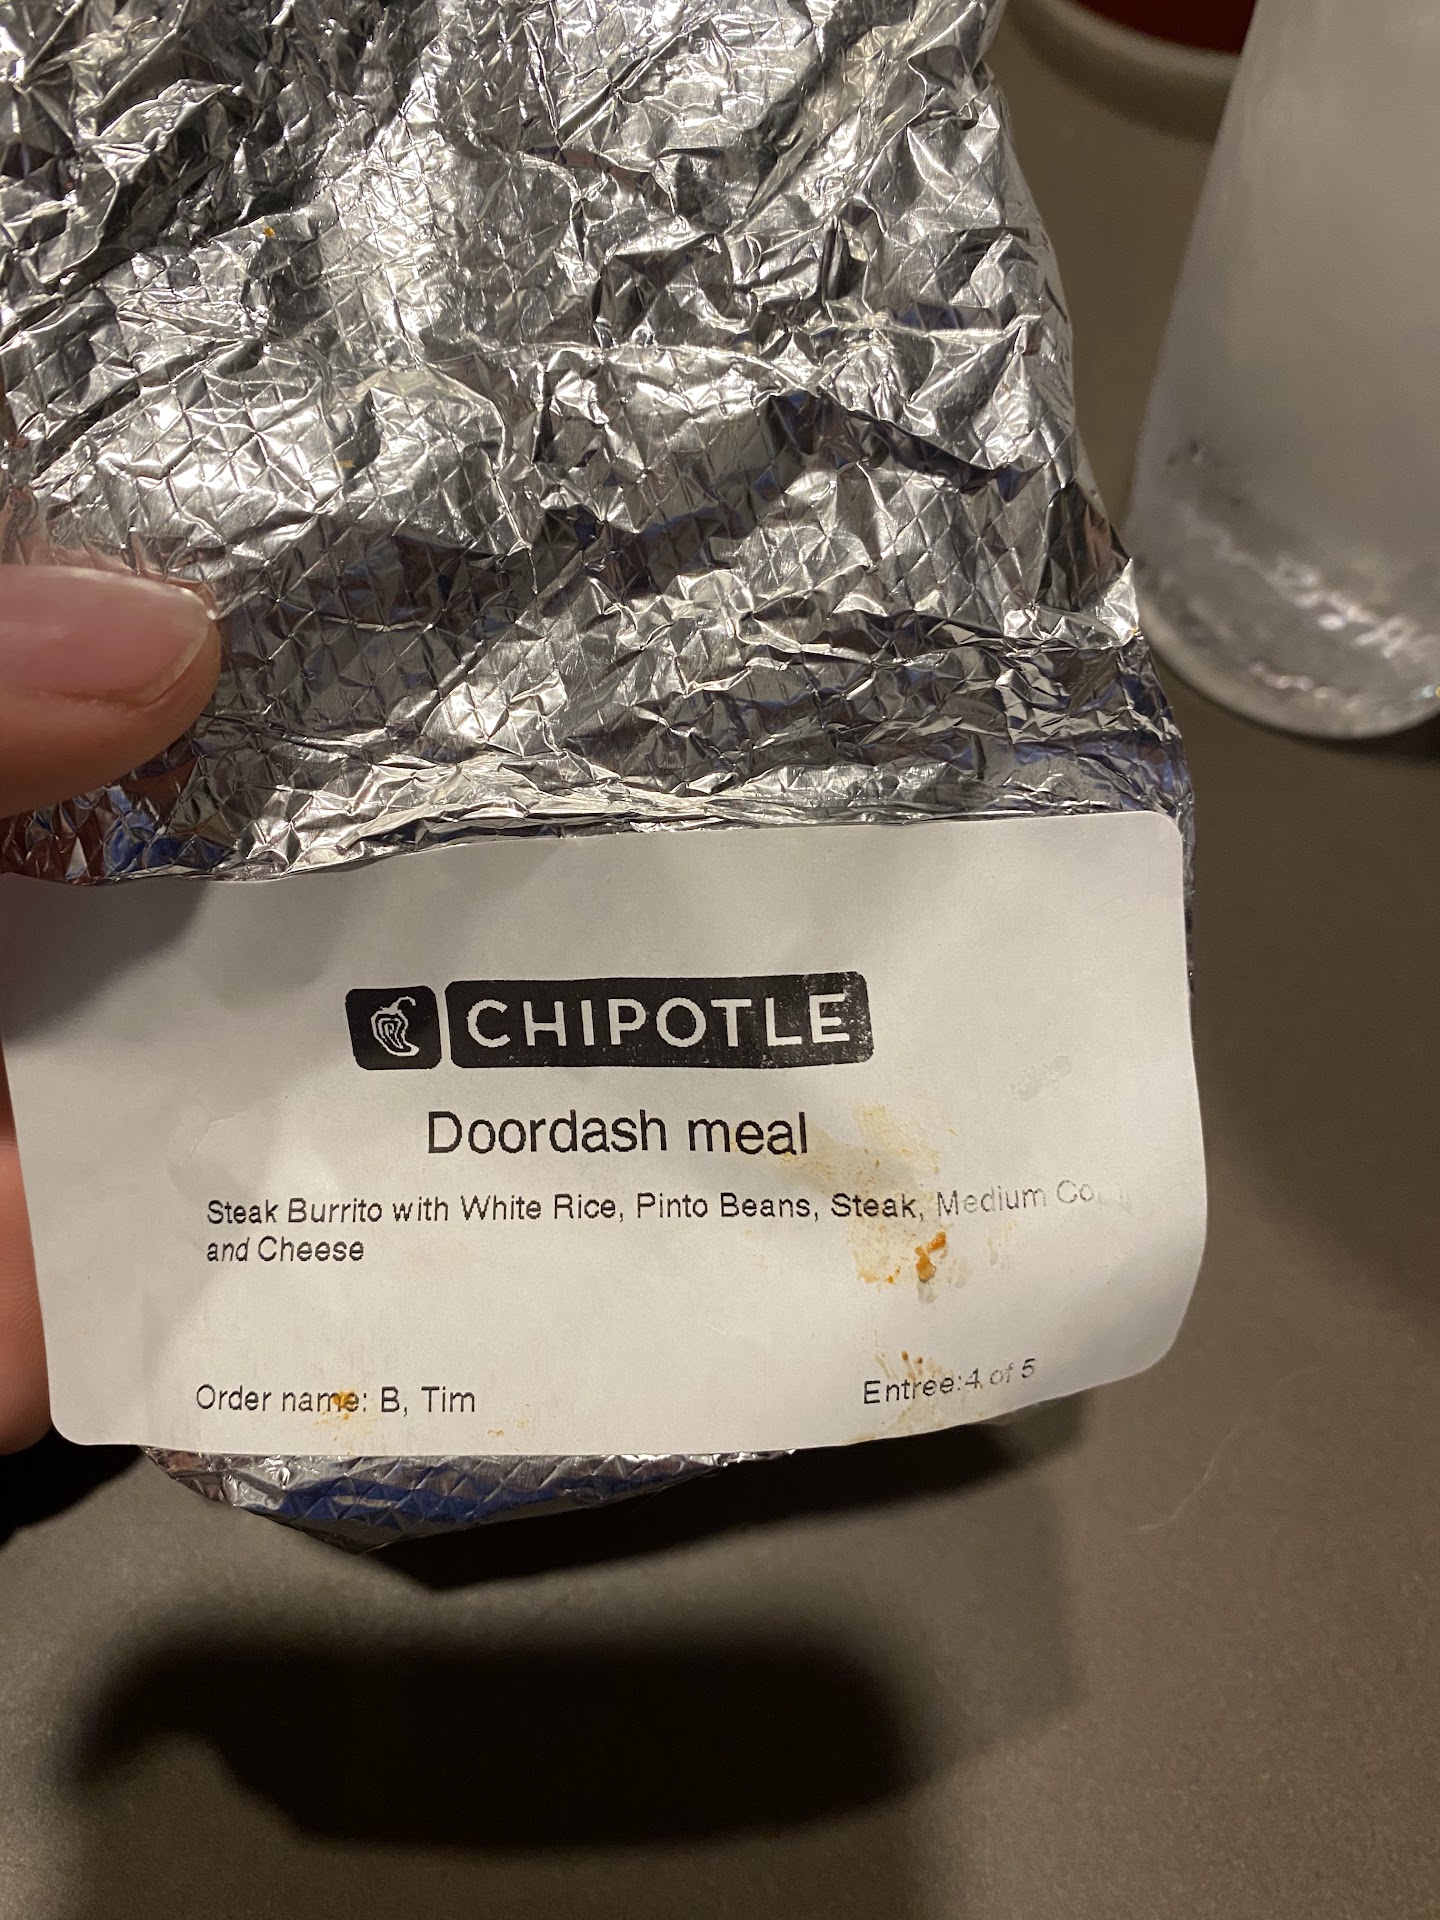 CHIPOTLE
Doordash meal
Steak Burrito with White Rice, Pinto Beans, Steak, Medium
and Cheese
Order name: B, Tim
Entree:4 of 5